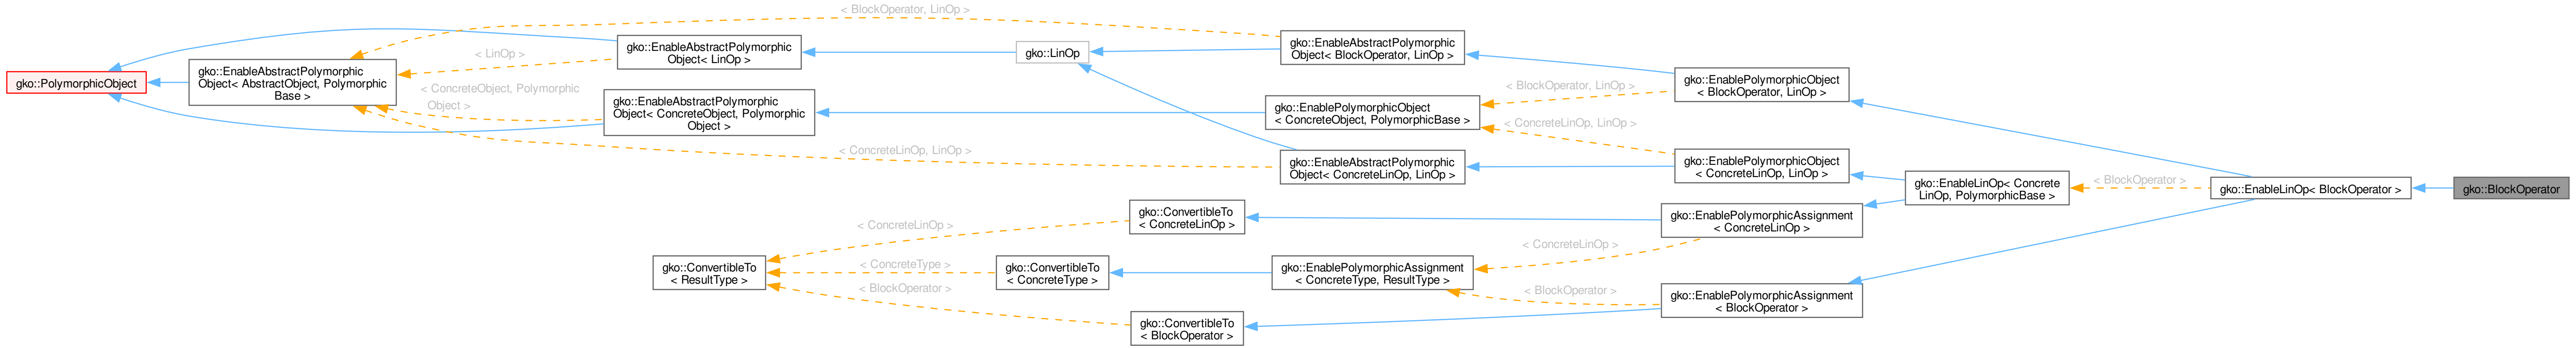 gko::PolymorphicObject
gko::EnableAbstractPolymorphic
Object< AbstractObject, Polymorphic
Base >
< BlockOperator, LinOp >
< LinOp >
< ConcreteObject, Polymorphic
Object >
< ConcreteLinOp, LinOp >
gko::EnableAbstractPolymorphic
Object< LinOp >
gko::EnableAbstractPolymorphic
Object< ConcreteObject, Polymorphic
Object >
gko::LinOp
gko::EnableAbstractPolymorphic
Object< BlockOperator, LinOp >
gko::EnablePolymorphicObject
< ConcreteObject, PolymorphicBase >
gko::EnableAbstractPolymorphic
Object< ConcreteLinOp, LinOp >
< BlockOperator, LinOp >
< ConcreteLinOp, LinOp >
gko::EnablePolymorphicObject
< BlockOperator, LinOp >
gko::EnablePolymorphicObject
< ConcreteLinOp, LinOp >
gko::ConvertibleTo
< ResultType >
< ConcreteLinOp >
< ConcreteType >
< BlockOperator >
gko::ConvertibleTo
< ConcreteLinOp >
gko::ConvertibleTo
< ConcreteType >
gko::ConvertibleTo
< BlockOperator >
gko::EnablePolymorphicAssignment
< ConcreteType, ResultType >
< ConcreteLinOp >
< BlockOperator >
gko::EnablePolymorphicAssignment
< ConcreteLinOp >
gko::EnablePolymorphicAssignment
< BlockOperator >
gko::EnableLinOp< Concrete
LinOp, PolymorphicBase >
< BlockOperator >
gko::EnableLinOp< BlockOperator >
gko::BlockOperator